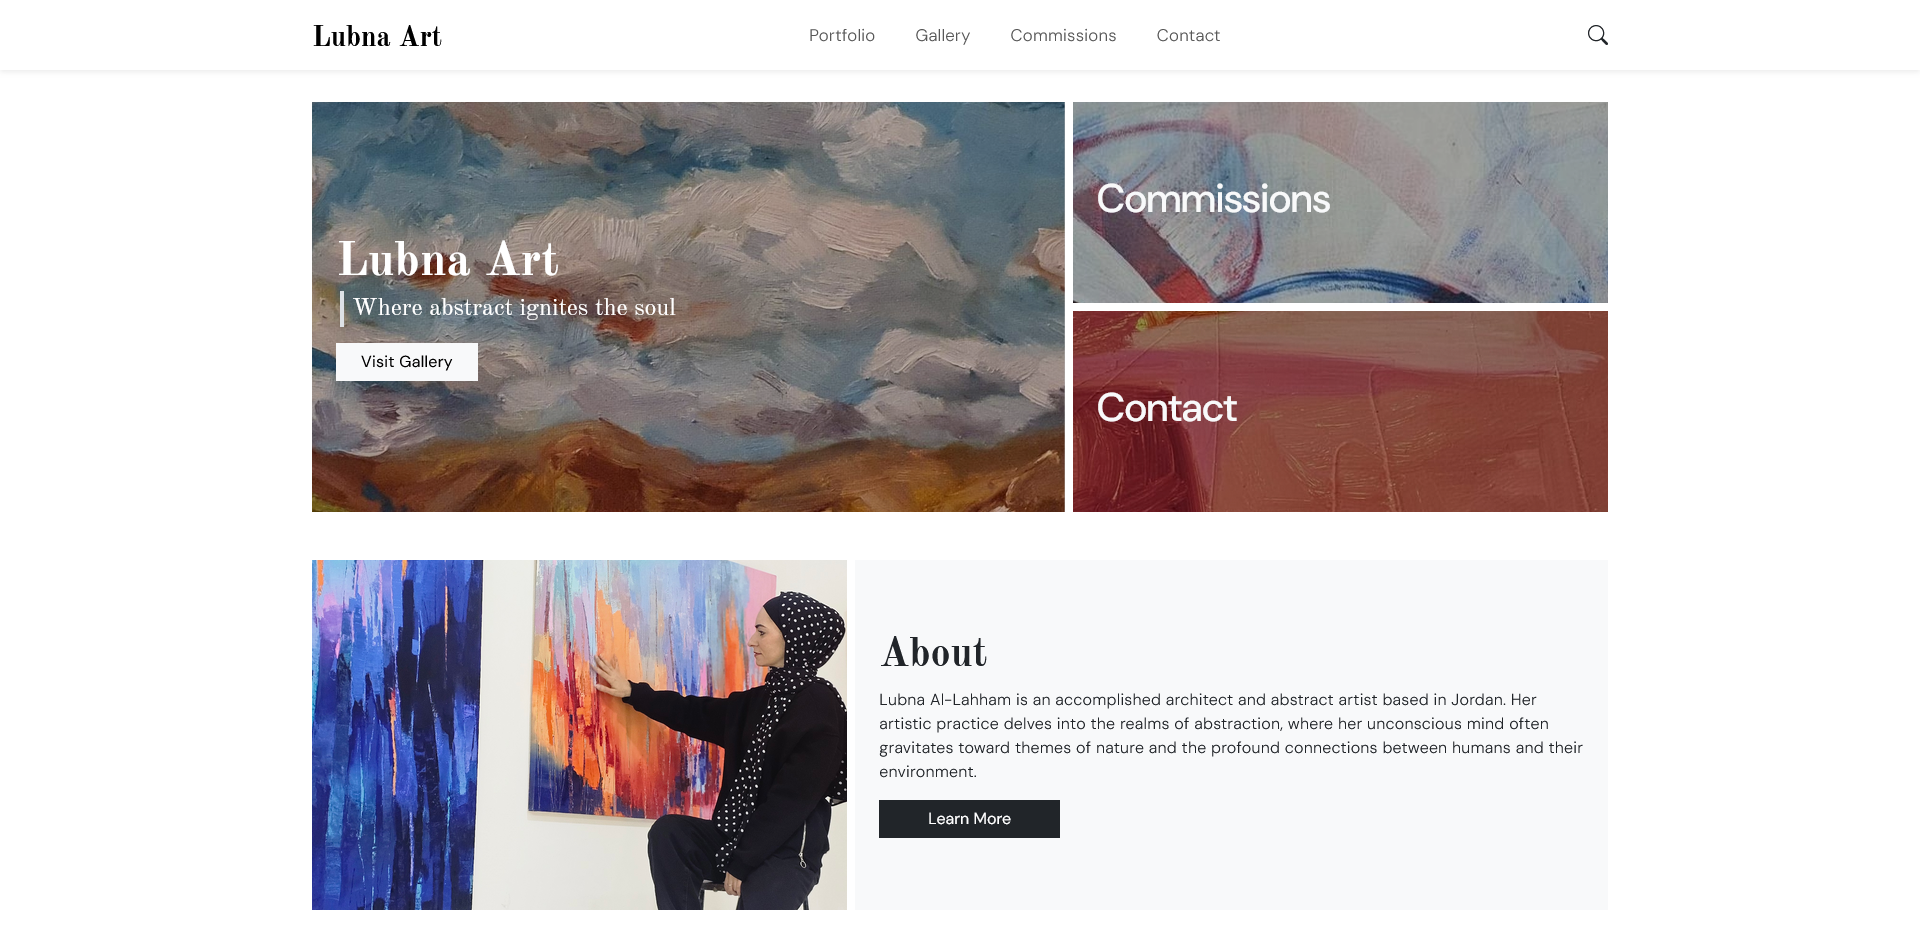 Lubna Art
Portfolio
Gallery
Commissions
Contact
Lubna Art
Where abstract ignites the soul
Visit Gallery
Commissions
Contact
About
Lubna Al-Lahham is an accomplished architect and abstract artist based in Jordan. Her
artistic practice delves into the realms of abstraction, where her unconscious mind often
gravitates toward themes of nature and the profound connections between humans and their
environment.
Learn More